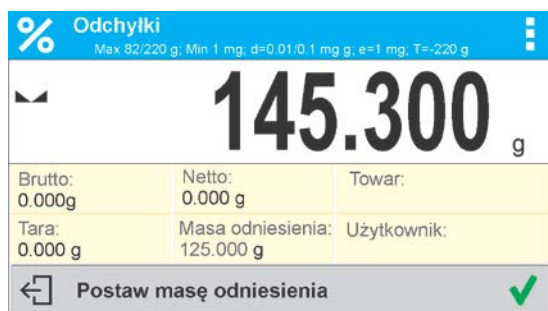 Odchyłki
Max 82/220 g; Min 1 mg; d=0.01/0.1 mg g; e=1 mg; T=-220 g
145.300 g
Brutto:
0.000g
Netto:
0.000 g
Towar:
Tara:
0.000 g
Masa odniesienia:
125.000 g
Użytkownik:
Postaw masę odniesienia